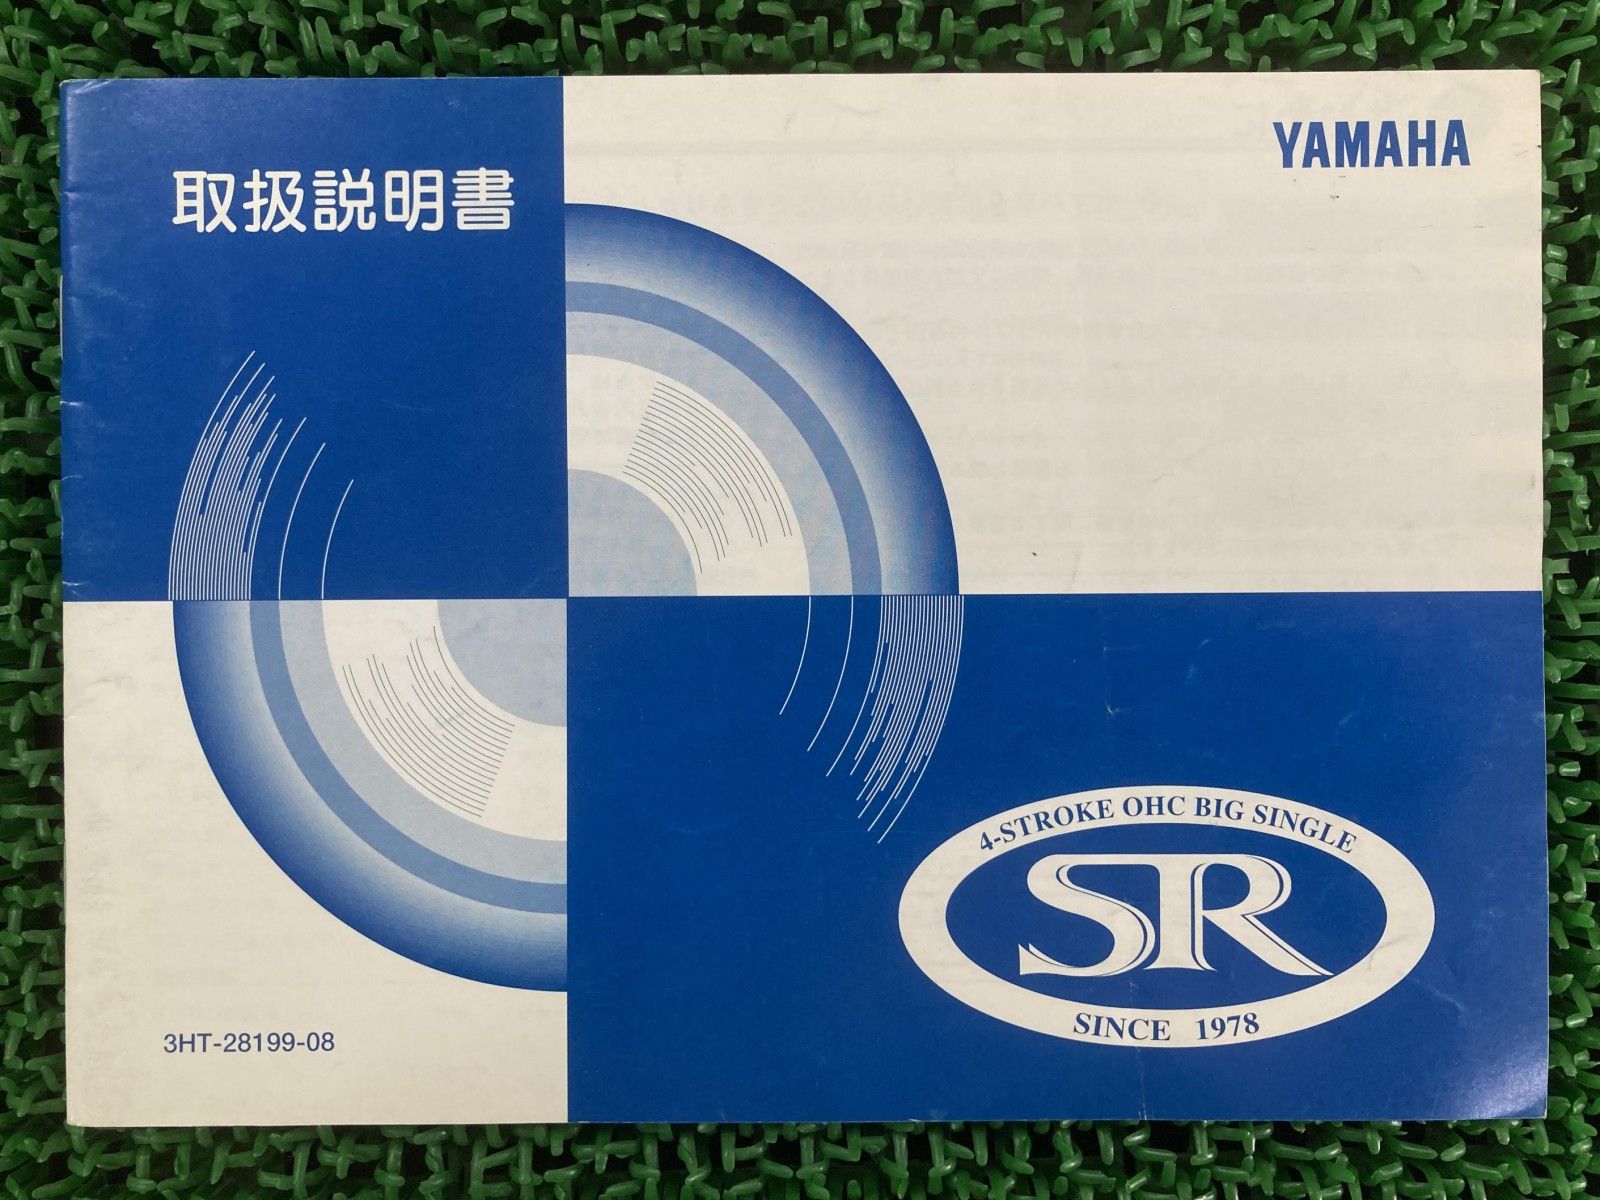 取扱説明書
YAMAHA
4-STROKE OHC BIG SINGLE
SR
SINCE 1978
3HT-28199-08